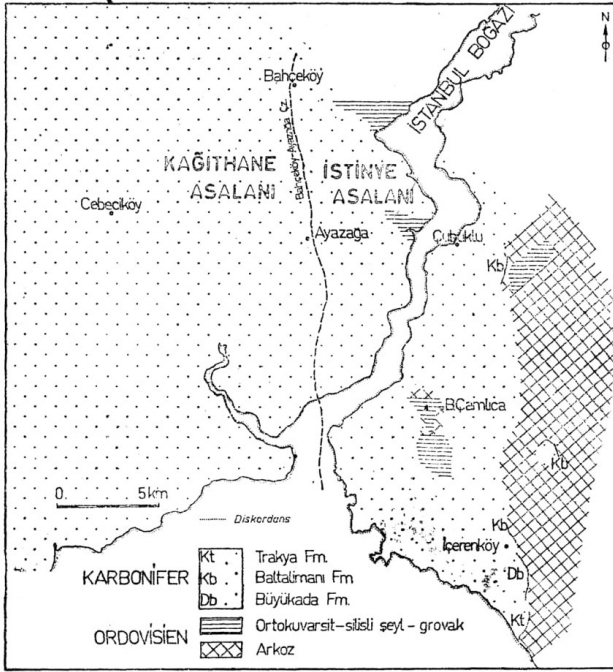 N
İSTANBUL BOĞAZI
Bahçeköy
Bahçeköy-Ayazağa Çz.
KAĞITHANE
ASALANI
İSTİNYE
ASALANI
Cebeciköy
Ayazağa
Çubuklu
Kb
B.Çamlıca
Kb
0. 5km
Diskordans
Kb
İçerenköy
Db
Kt
KARBONİFER
Kt Trakya Fm.
Kb Baltalimanı Fm
Db Büyükada Fm.
ORDOVİSİEN
Ortokuvarsit-silisli şeyl - grovak
Arkoz